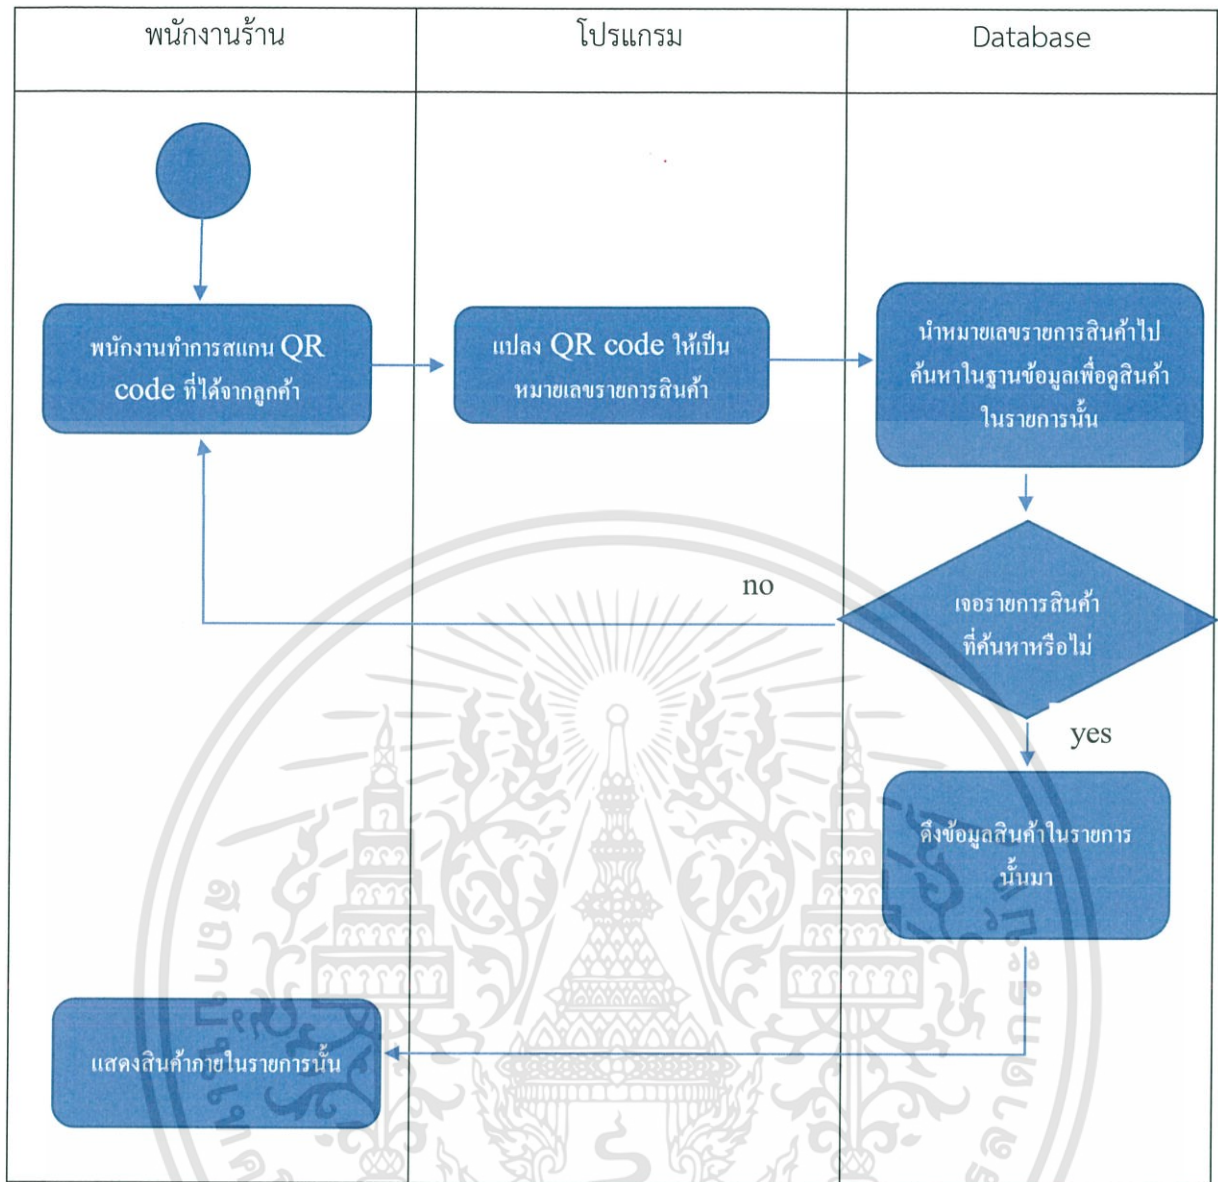 พนักงานร้าน
โปรแกรม
Database
พนักงานทำการสแกน QR
code ที่ได้จากลูกค้า
แปลง QR code ให้เป็น
หมายเลขรายการสินค้า
นำหมายเลขรายการสินค้าไป
ค้นหาในฐานข้อมูลเพื่อดูสินค้า
ในรายการนั้น
no
เจอรายการสินค้า
ที่ค้นหาหรือไม่
yes
ดึงข้อมูลสินค้าในรายการ
นั้นมา
แสดงสินค้าภายในรายการนั้น